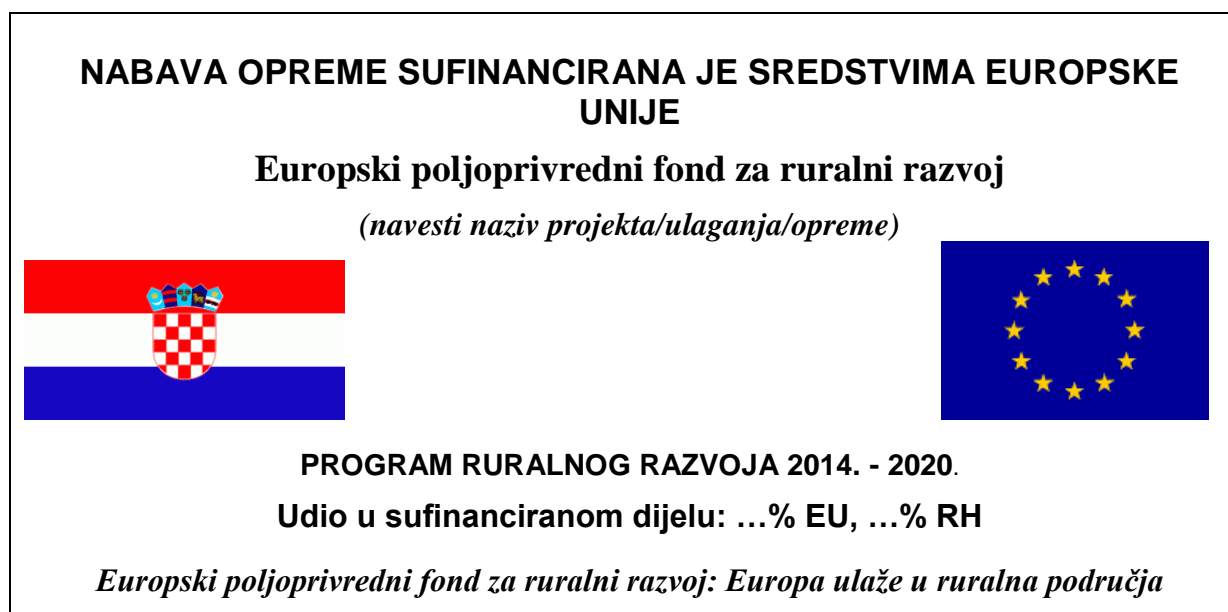 NABAVA OPREME SUFINANCIRANA JE SREDSTVIMA EUROPSKE
UNIJE
Europski poljoprivredni fond za ruralni razvoj
(navesti naziv projekta/ulaganja/opreme)
PROGRAM RURALNOG RAZVOJA 2014. - 2020.
Udio u sufinanciranom dijelu: …% EU, …% RH
Europski poljoprivredni fond za ruralni razvoj: Europa ulaže u ruralna područja